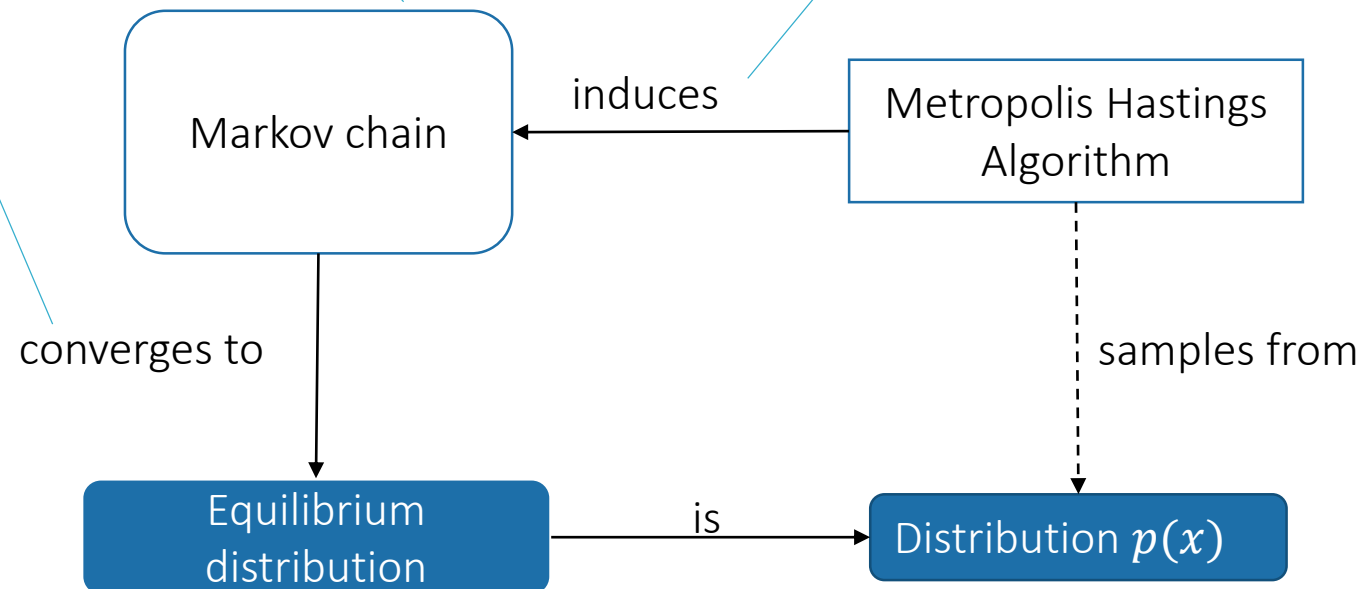 induces
Markov chain
Metropolis Hastings
Algorithm
converges to
samples from
Equilibrium
distribution
is
Distribution p(x)